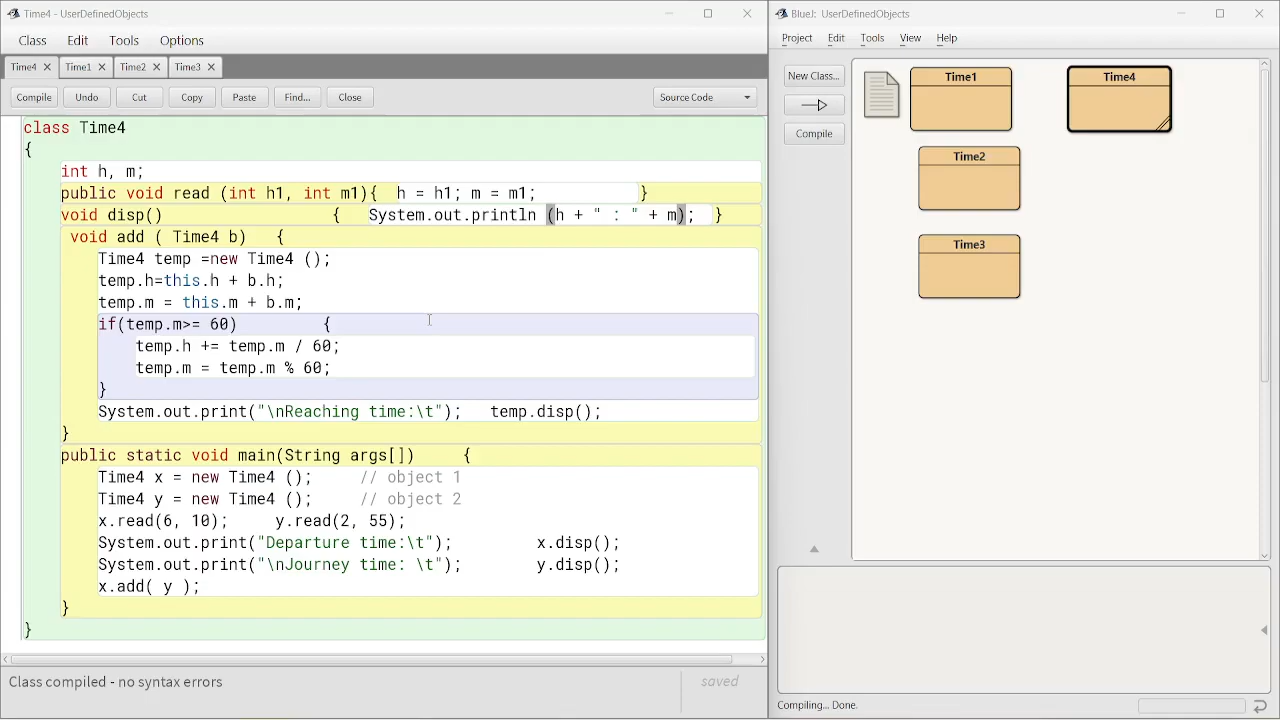 Time4 - UserDefinedObjects
Class Edit Tools Options
Time4 Time1 Time2 Time3
Compile Undo Cut Copy Paste Find... Close Source Code
class Time4
{
int h, m;
public void read (int h1, int m1){ h = h1; m = m1; }
void disp() { System.out.println (h + " : " + m); }
void add ( Time4 b) {
Time4 temp =new Time4 ();
temp.h=this.h + b.h;
temp.m = this.m + b.m;
if(temp.m>= 60) {
temp.h += temp.m / 60;
temp.m = temp.m % 60;
}
System.out.print("\nReaching time:\t"); temp.disp();
}
public static void main(String args[]) {
Time4 x = new Time4 (); // object 1
Time4 y = new Time4 (); // object 2
x.read(6, 10); y.read(2, 55);
System.out.print("Departure time:\t"); x.disp();
System.out.print("\nJourney time: \t"); y.disp();
x.add( y );
}
}
Class compiled - no syntax errors
saved
BlueJ: UserDefinedObjects
Project Edit Tools View Help
New Class...
Compile
Time1
Time4
Time2
Time3
Compiling... Done.